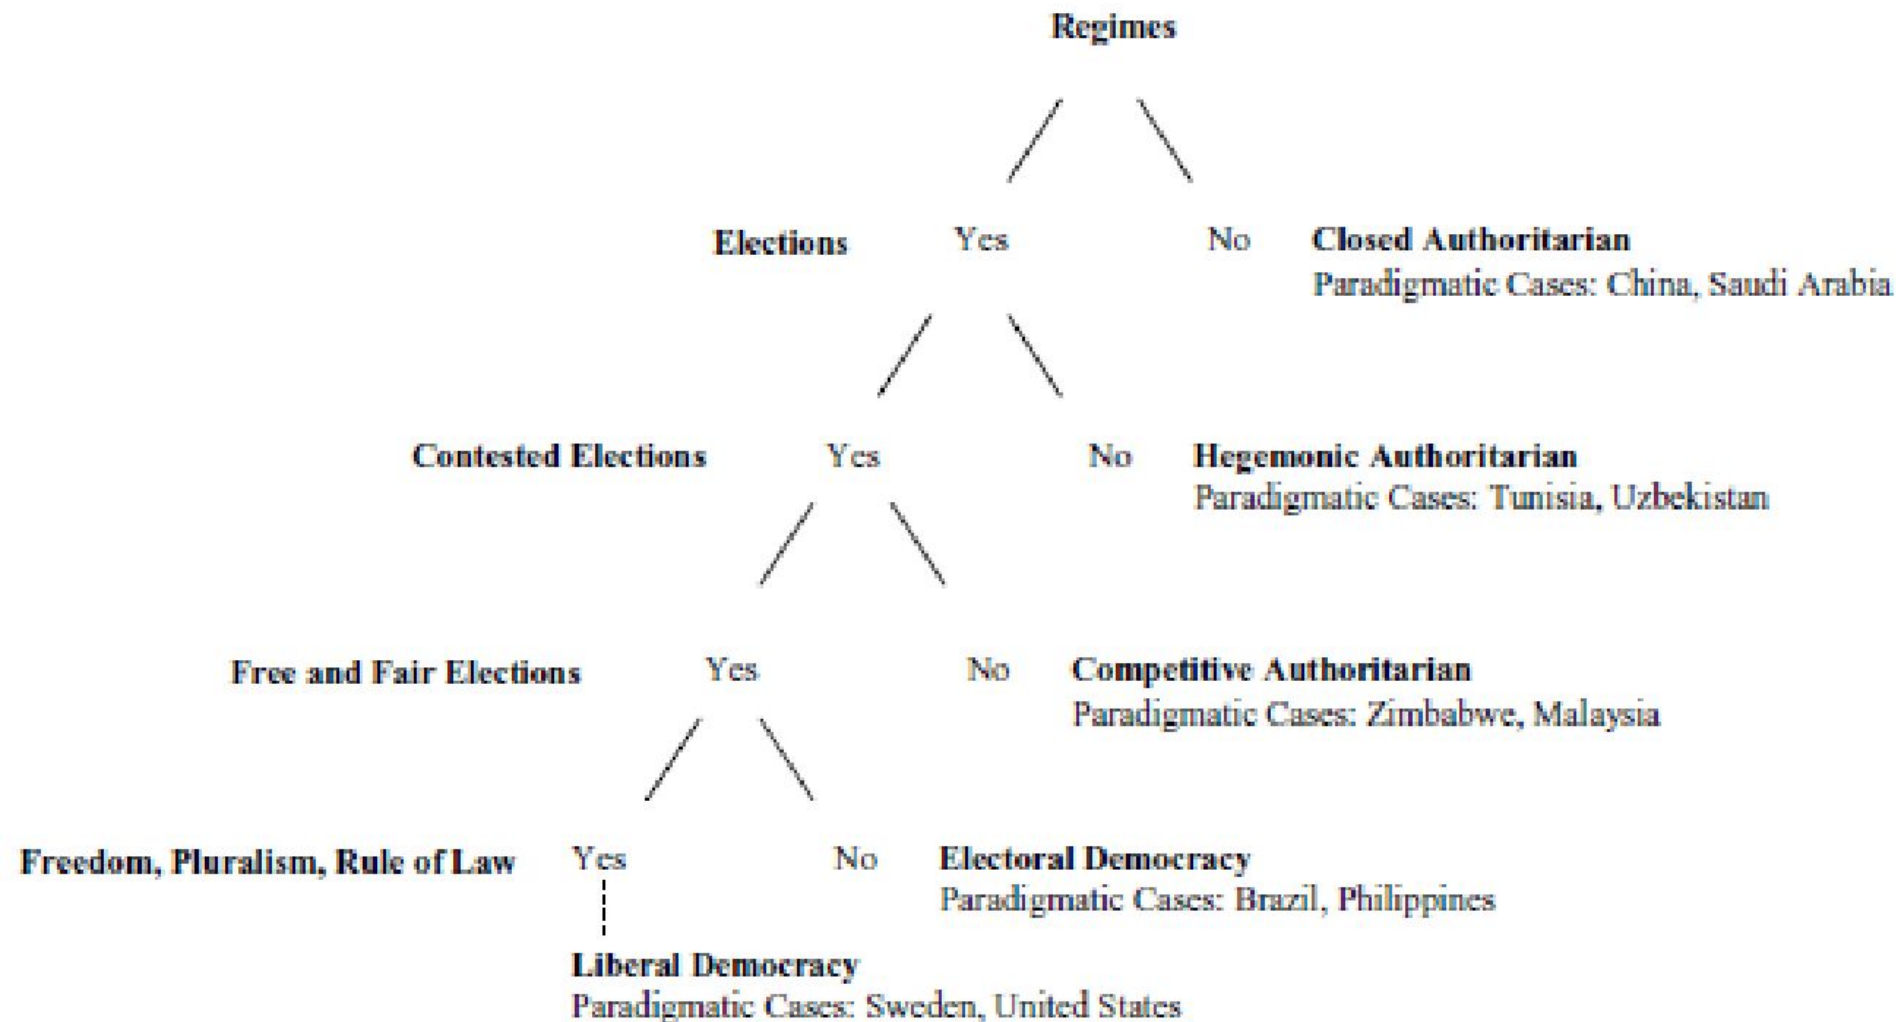 Regimes
Elections Yes No Closed Authoritarian
Paradigmatic Cases: China, Saudi Arabia
Contested Elections Yes No Hegemonic Authoritarian
Paradigmatic Cases: Tunisia, Uzbekistan
Free and Fair Elections Yes No Competitive Authoritarian
Paradigmatic Cases: Zimbabwe, Malaysia
Freedom, Pluralism, Rule of Law Yes No Electoral Democracy
Paradigmatic Cases: Brazil, Philippines
Liberal Democracy
Paradigmatic Cases: Sweden, United States